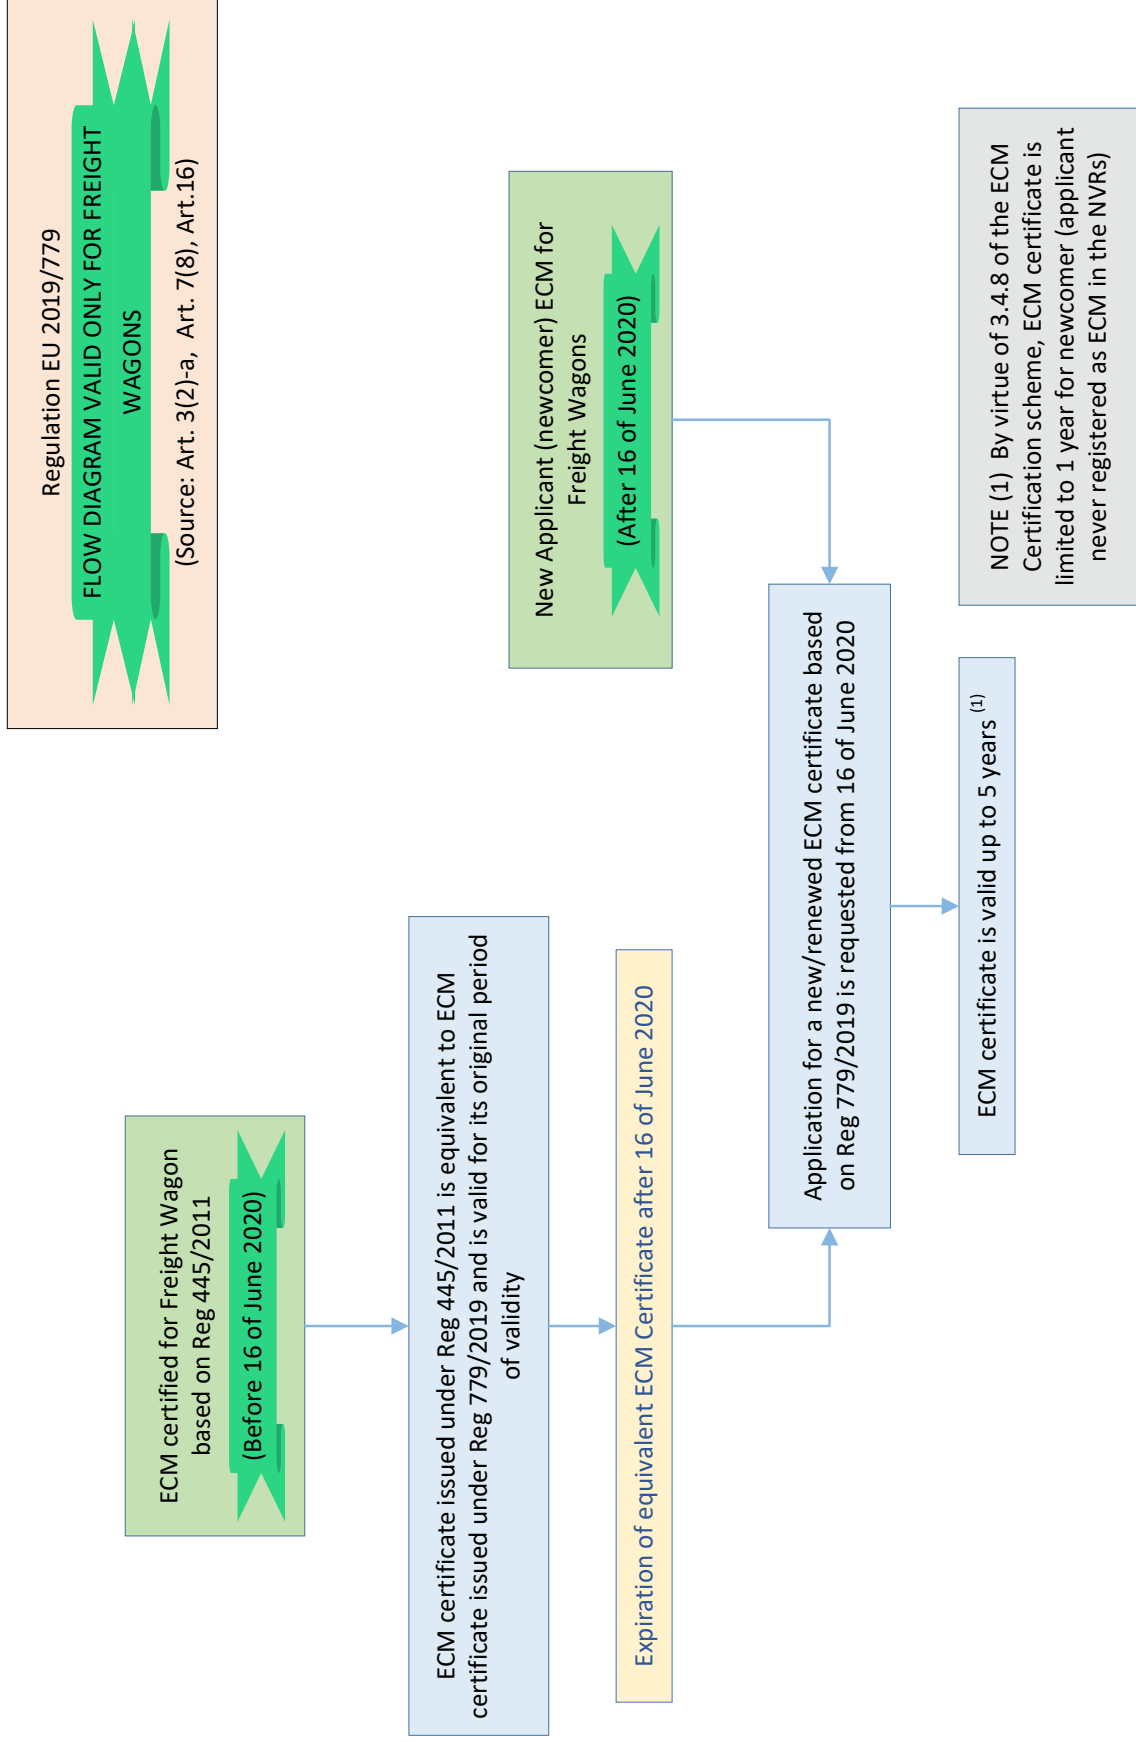 Regulation EU 2019/779
FLOW DIAGRAM VALID ONLY FOR FREIGHT
WAGONS
(Source: Art. 3(2)-a, Art. 7(8), Art.16)
ECM certified for Freight Wagon
based on Reg 445/2011
(Before 16 of June 2020)
ECM certificate issued under Reg 445/2011 is equivalent to ECM
certificate issued under Reg 779/2019 and is valid for its original period
of validity
Expiration of equivalent ECM Certificate after 16 of June 2020
New Applicant (newcomer) ECM for
Freight Wagons
(After 16 of June 2020)
Application for a new/renewed ECM certificate based
on Reg 779/2019 is requested from 16 of June 2020
ECM certificate is valid up to 5 years (1)
NOTE (1) By virtue of 3.4.8 of the ECM
Certification scheme, ECM certificate is
limited to 1 year for newcomer (applicant
never registered as ECM in the NVRs)